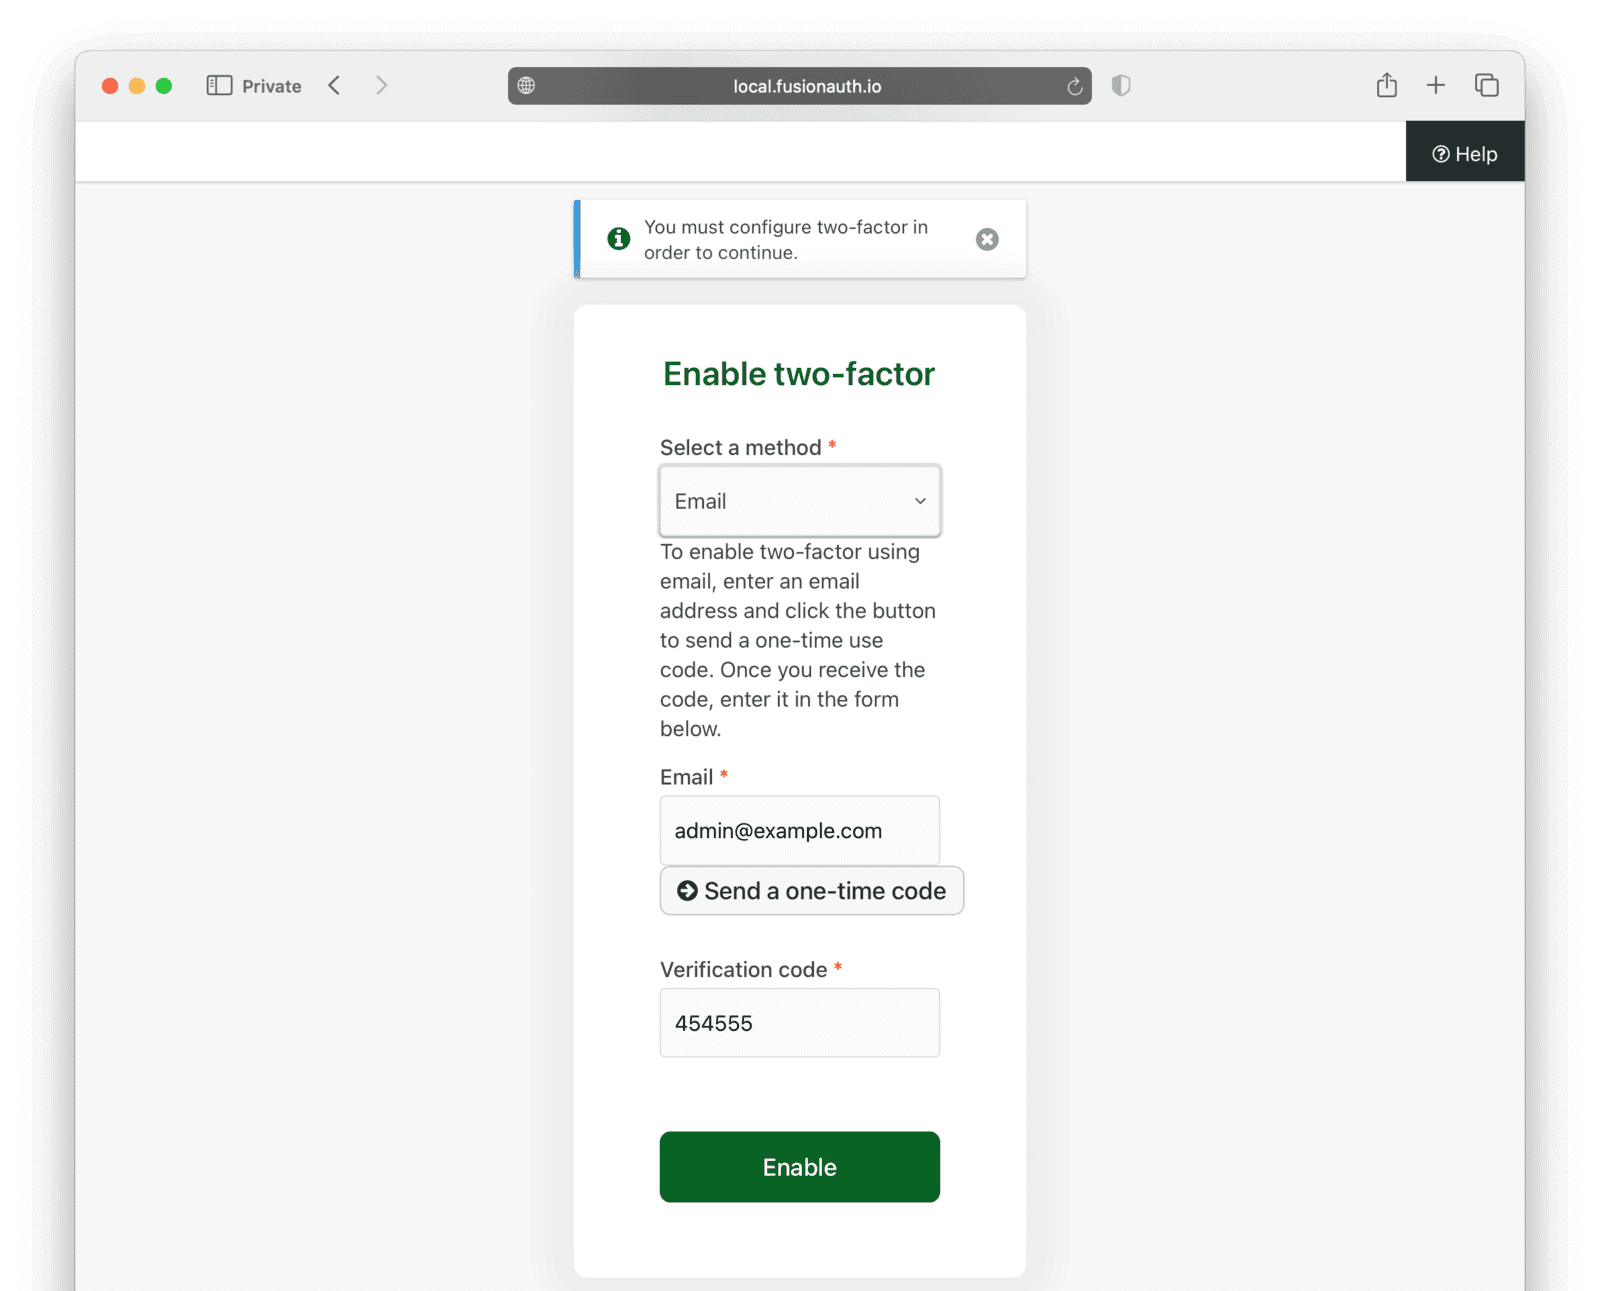 Private
local.fusionauth.io
Help
You must configure two-factor in
order to continue.
Enable two-factor
Select a method *
Email
To enable two-factor using
email, enter an email
address and click the button
to send a one-time use
code. Once you receive the
code, enter it in the form
below.
Email *
admin@example.com
Send a one-time code
Verification code *
454555
Enable